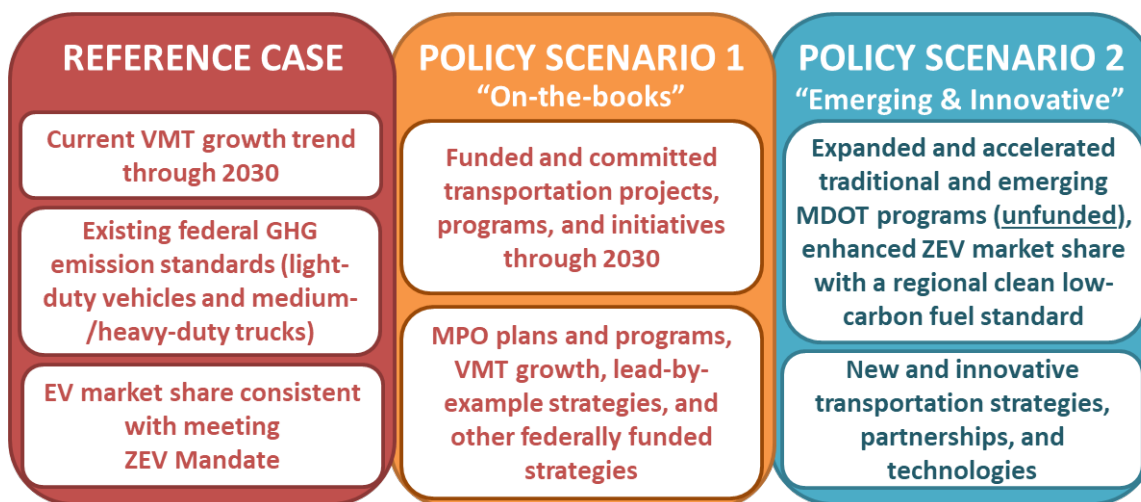 REFERENCE CASE
Current VMT growth trend
through 2030
Existing federal GHG
emission standards (light-
duty vehicles and medium-
/heavy-duty trucks)
EV market share consistent
with meeting
ZEV Mandate
POLICY SCENARIO 1
“On-the-books”
Funded and committed
transportation projects,
programs, and initiatives
through 2030
MPO plans and programs,
VMT growth, lead-by-
example strategies, and
other federally funded
strategies
POLICY SCENARIO 2
“Emerging & Innovative”
Expanded and accelerated
traditional and emerging
MDOT programs (unfunded),
enhanced ZEV market share
with a regional clean low-
carbon fuel standard
New and innovative
transportation strategies,
partnerships, and
technologies